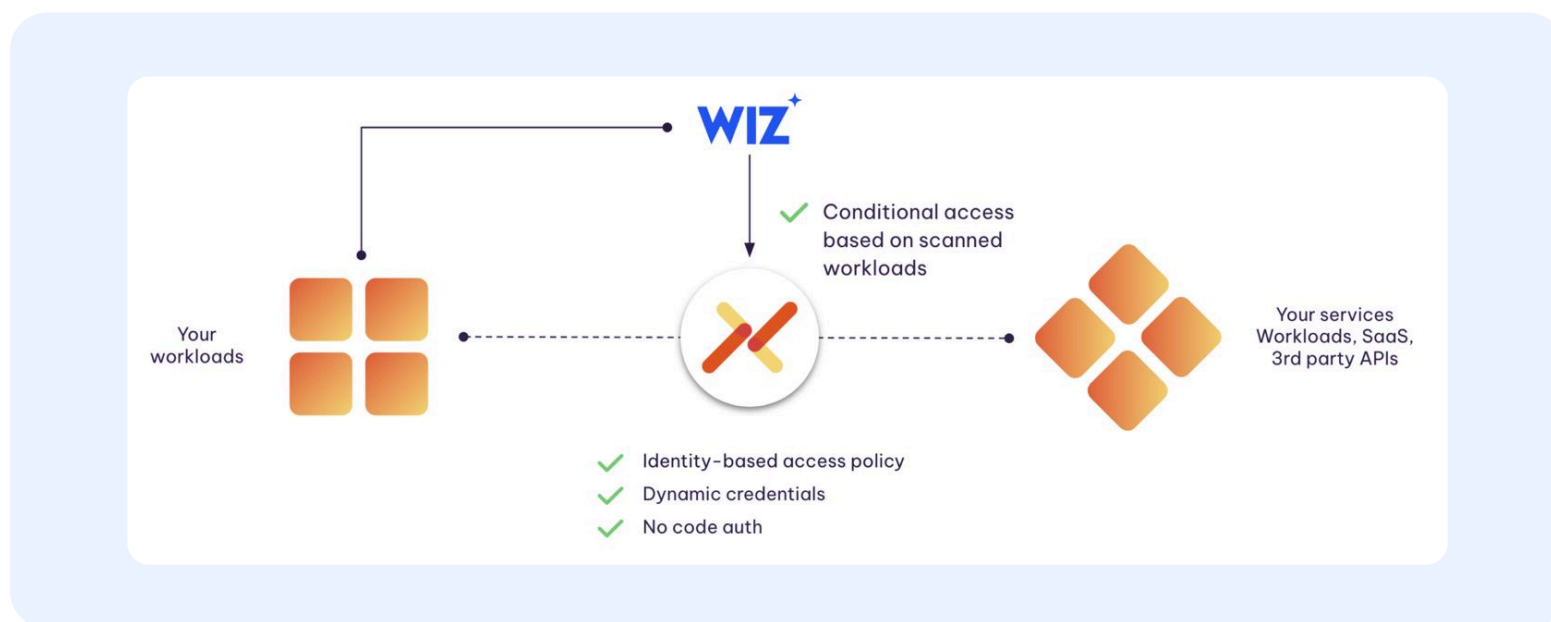 WIZ
Conditional access
based on scanned
workloads
Your
workloads
Your services
Workloads, SaaS,
3rd party APIs
Identity-based access policy
Dynamic credentials
No code auth